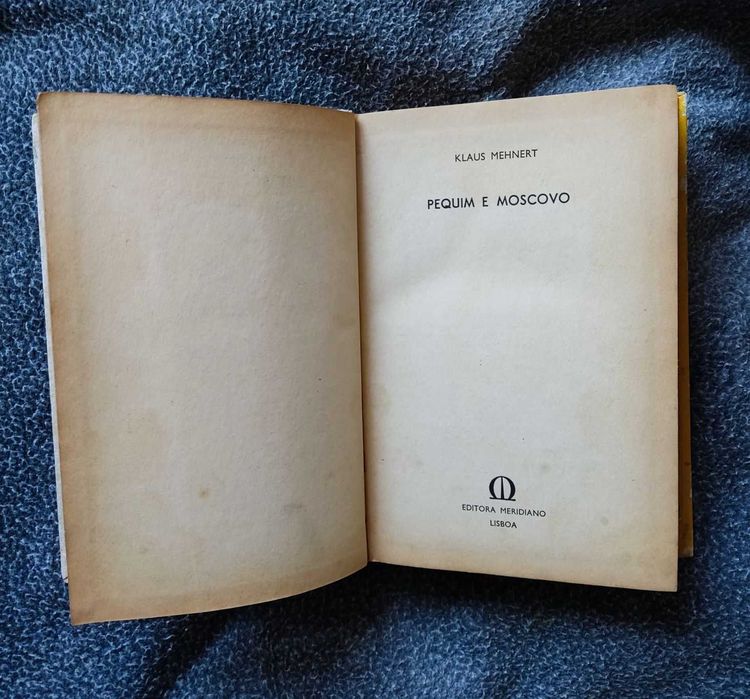 KLAUS MEHNERT
PEQUIM E MOSCOVO
EDITORA MERIDIANO
LISBOA